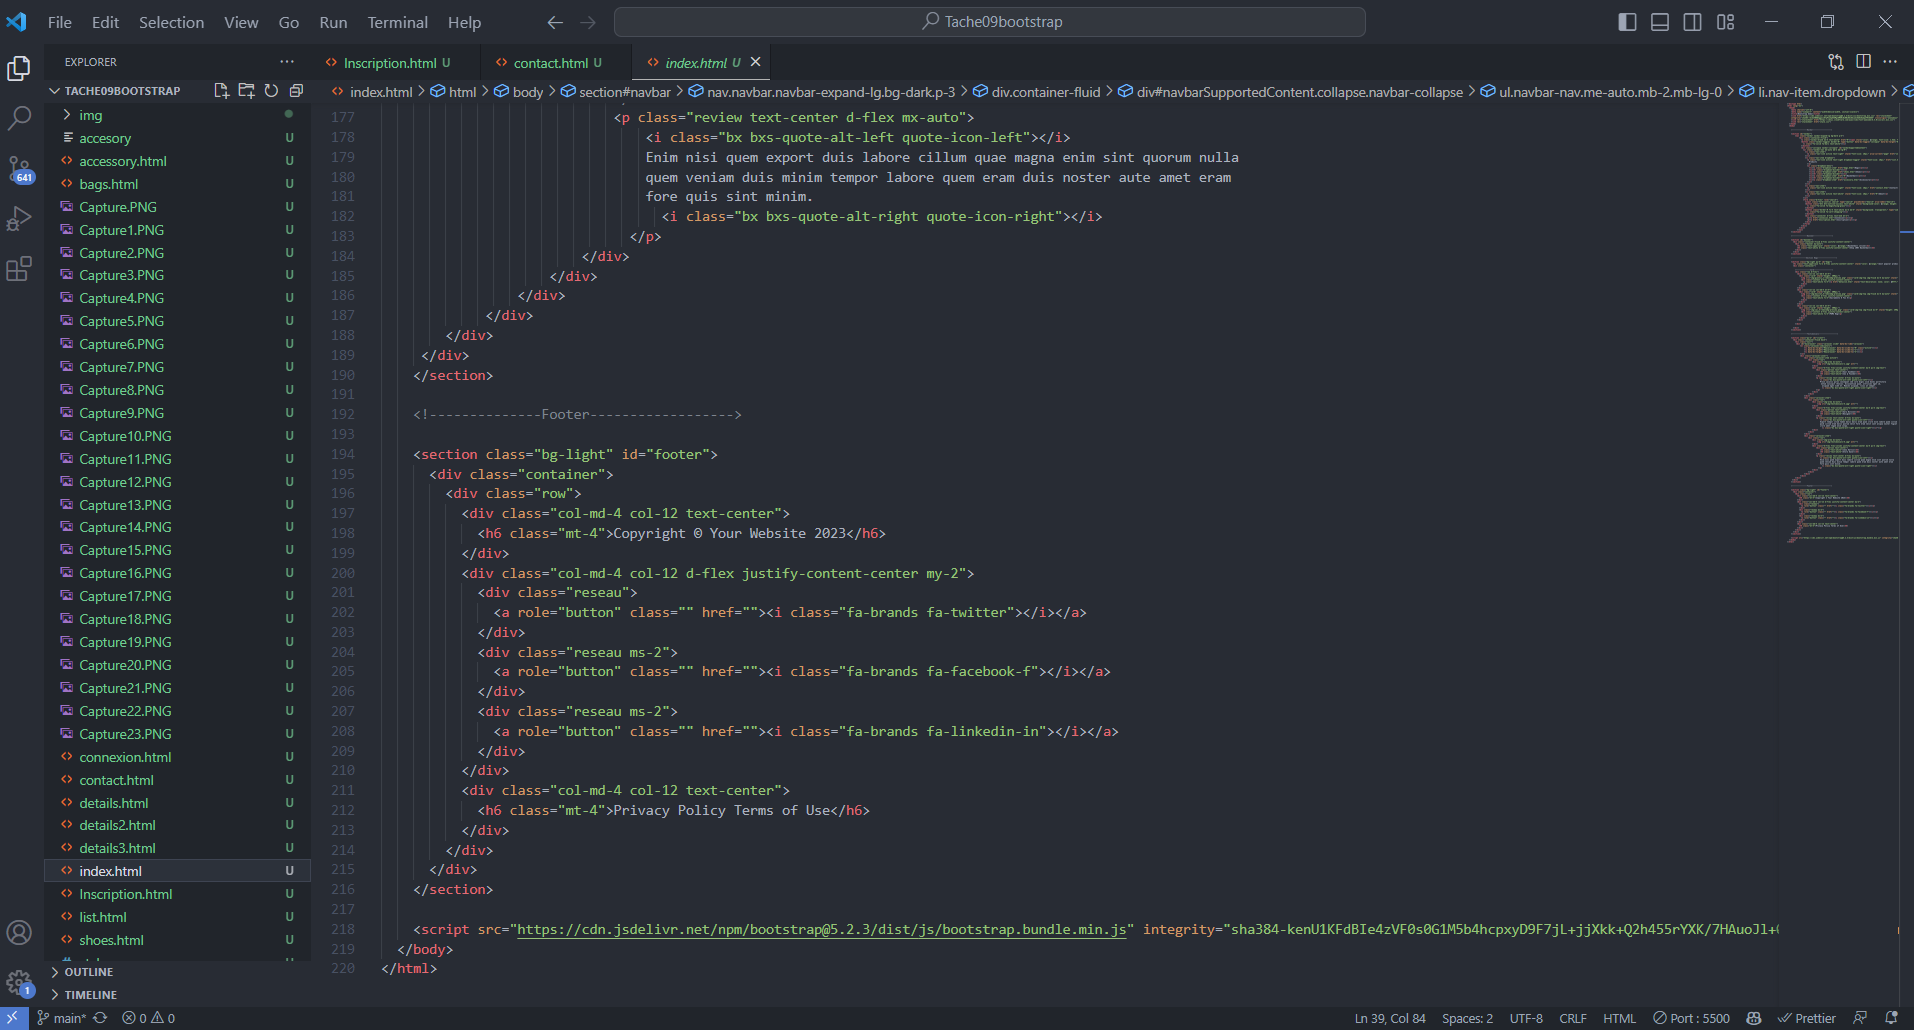 File Edit Selection View Go Run Terminal Help
Tache09bootstrap
EXPLORER
Inscription.html U
contact.html U
index.html U
TACHE09BOOTSTRAP
index.html > html > body > section#navbar > nav.navbar.navbar-expand-lg.bg-dark.p-3 > div.container-fluid > div#navbarSupportedContent.collapse.navbar-collapse > ul.navbar-nav.me-auto.mb-2.mb-lg-0 > li.nav-item.dropdown >
img
accesory U
accessory.html U
bags.html U
Capture.PNG U
Capture1.PNG U
Capture2.PNG U
Capture3.PNG U
Capture4.PNG U
Capture5.PNG U
Capture6.PNG U
Capture7.PNG U
Capture8.PNG U
Capture9.PNG U
Capture10.PNG U
Capture11.PNG U
Capture12.PNG U
Capture13.PNG U
Capture14.PNG U
Capture15.PNG U
Capture16.PNG U
Capture17.PNG U
Capture18.PNG U
Capture19.PNG U
Capture20.PNG U
Capture21.PNG U
Capture22.PNG U
Capture23.PNG U
connexion.html U
contact.html U
details.html U
details2.html U
details3.html U
index.html U
Inscription.html U
list.html U
shoes.html U
OUTLINE
TIMELINE
641
1
177 <p class="review text-center d-flex mx-auto">
178 <i class="bx bxs-quote-alt-left quote-icon-left"></i>
179 Enim nisi quem export duis labore cillum quae magna enim sint quorum nulla
180 quem veniam duis minim tempor labore quem eram duis noster aute amet eram
181 fore quis sint minim.
182 <i class="bx bxs-quote-alt-right quote-icon-right"></i>
183 </p>
184 </div>
185 </div>
186 </div>
187 </div>
188 </div>
189 </div>
190 </section>
191
192 <!--------------Footer------------------>
193
194 <section class="bg-light" id="footer">
195 <div class="container">
196 <div class="row">
197 <div class="col-md-4 col-12 text-center">
198 <h6 class="mt-4">Copyright © Your Website 2023</h6>
199 </div>
200 <div class="col-md-4 col-12 d-flex justify-content-center my-2">
201 <div class="reseau">
202 <a role="button" class="" href=""><i class="fa-brands fa-twitter"></i></a>
203 </div>
204 <div class="reseau ms-2">
205 <a role="button" class="" href=""><i class="fa-brands fa-facebook-f"></i></a>
206 </div>
207 <div class="reseau ms-2">
208 <a role="button" class="" href=""><i class="fa-brands fa-linkedin-in"></i></a>
209 </div>
210 </div>
211 <div class="col-md-4 col-12 text-center">
212 <h6 class="mt-4">Privacy Policy Terms of Use</h6>
213 </div>
214 </div>
215 </div>
216 </section>
217
218 <script src="https://cdn.jsdelivr.net/npm/bootstrap@5.2.3/dist/js/bootstrap.bundle.min.js" integrity="sha384-kenU1KFdBIe4zVF0s0G1M5b4hcpxyD9F7jL+jjXkk+Q2h455rYXK/7HAuoJl+
219 </body>
220 </html>
main* 0 0 Ln 39, Col 84 Spaces: 2 UTF-8 CRLF HTML Port : 5500 Prettier